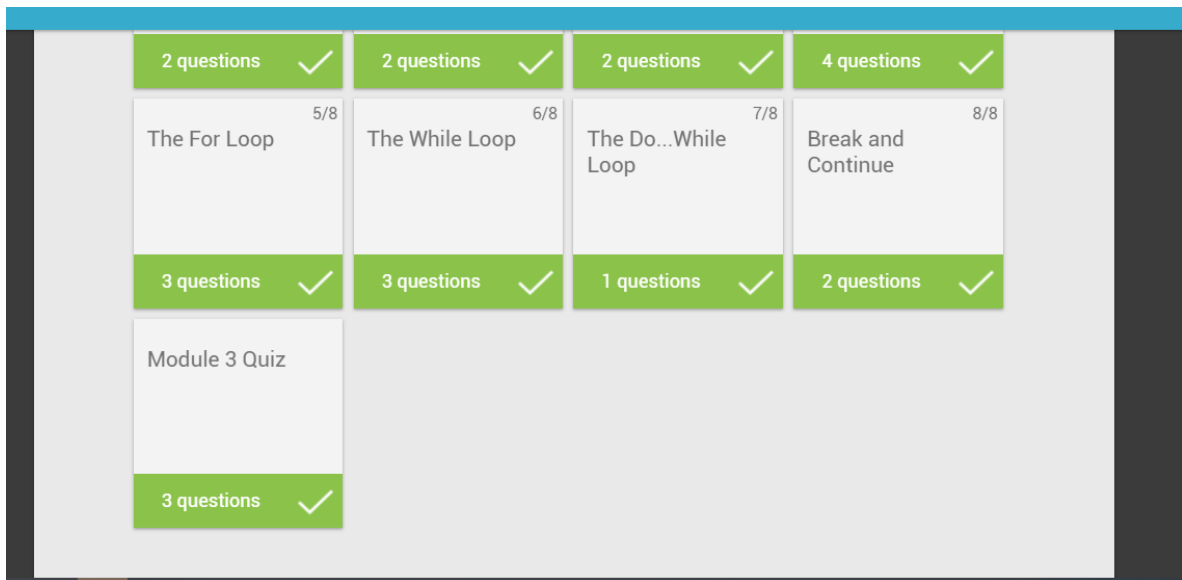 2 questions
2 questions
2 questions
4 questions
5/8
The For Loop
3 questions
6/8
The While Loop
3 questions
7/8
The Do...While
Loop
1 questions
8/8
Break and
Continue
2 questions
Module 3 Quiz
3 questions